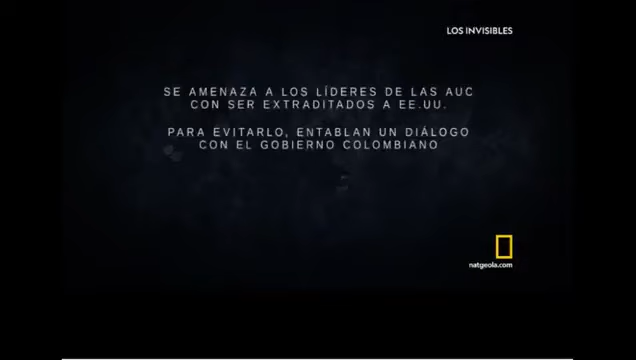 LOS INVISIBLES
SE AMENAZA A LOS LÍDERES DE LAS AUC
CON SER EXTRADITADOS A EE.UU.
PARA EVITARLO, ENTABLAN UN DIÁLOGO
CON EL GOBIERNO COLOMBIANO
natgeola.com